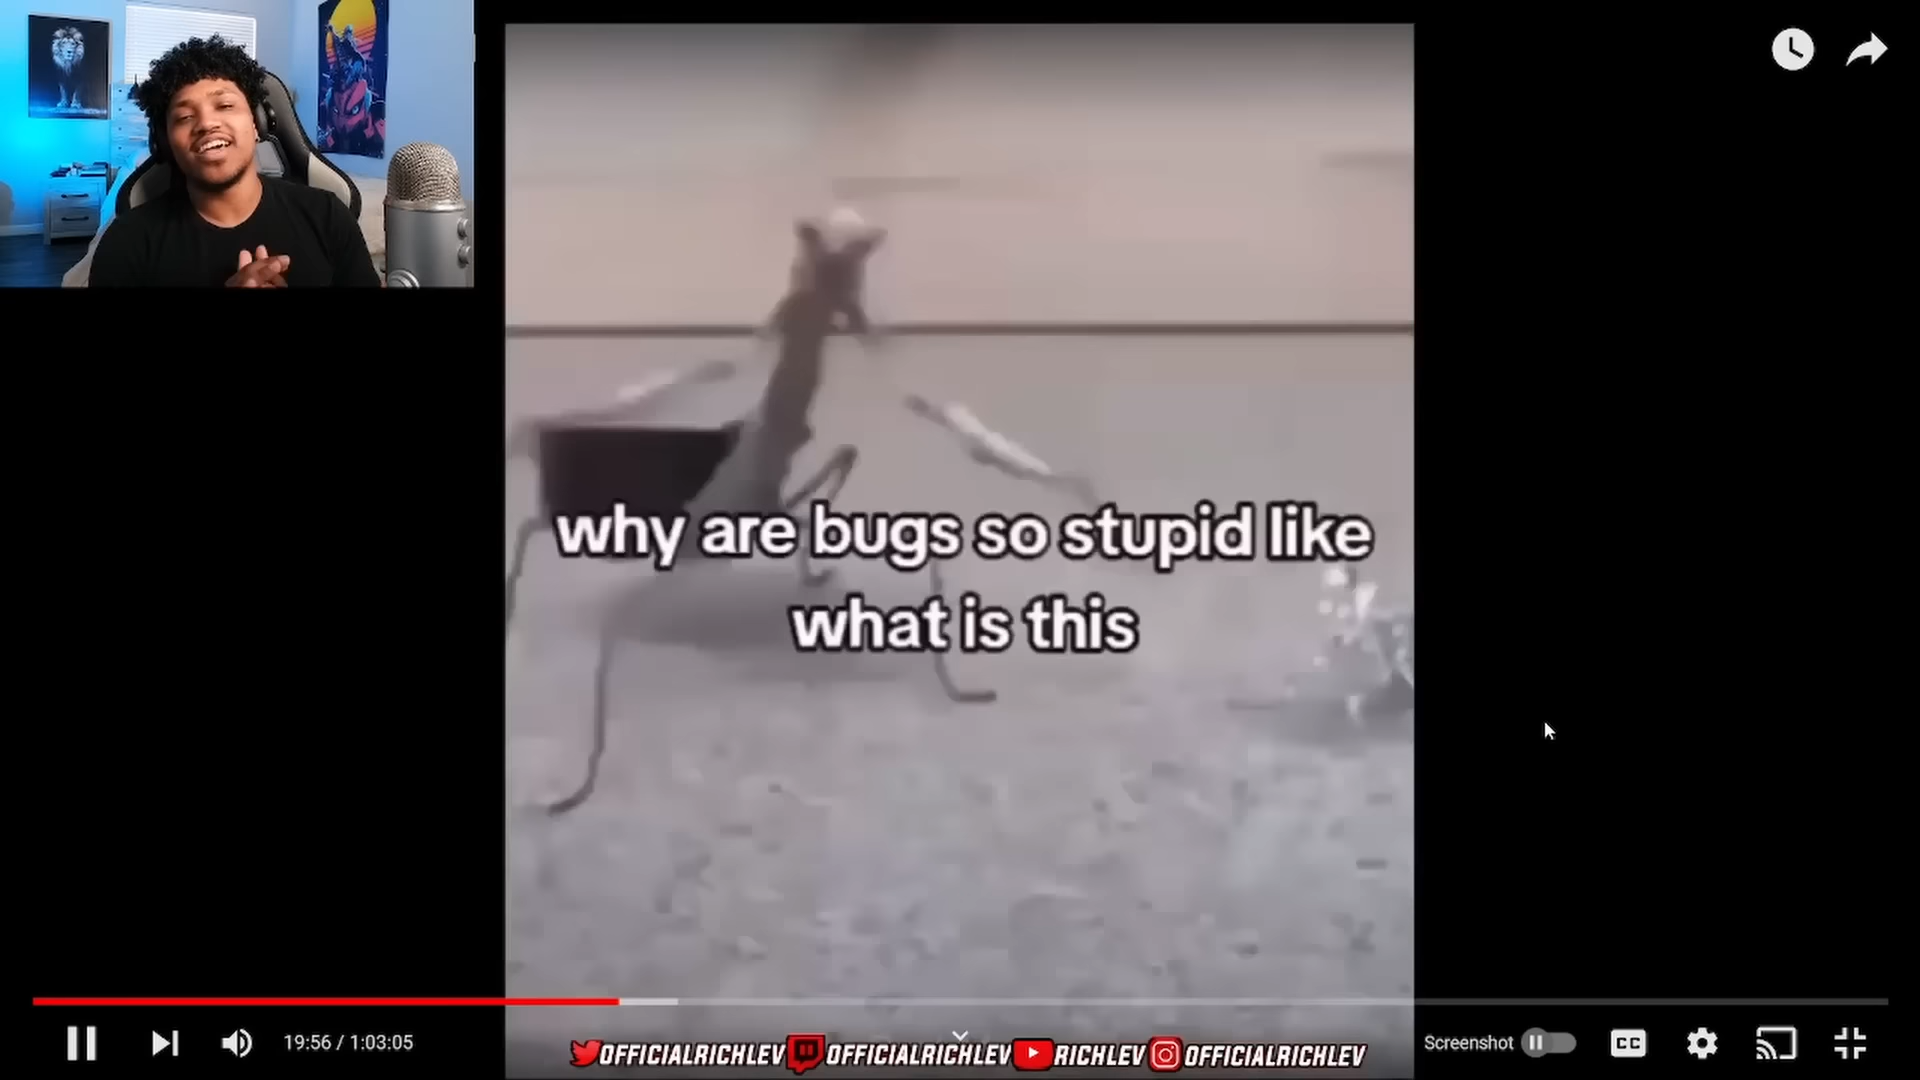 why are bugs so stupid like
what is this
19:56 / 1:03:05
OFFICIALRICHLEV OFFICIALRICHLEV RICHLEV OFFICIALRICHLEV
Screenshot
CC